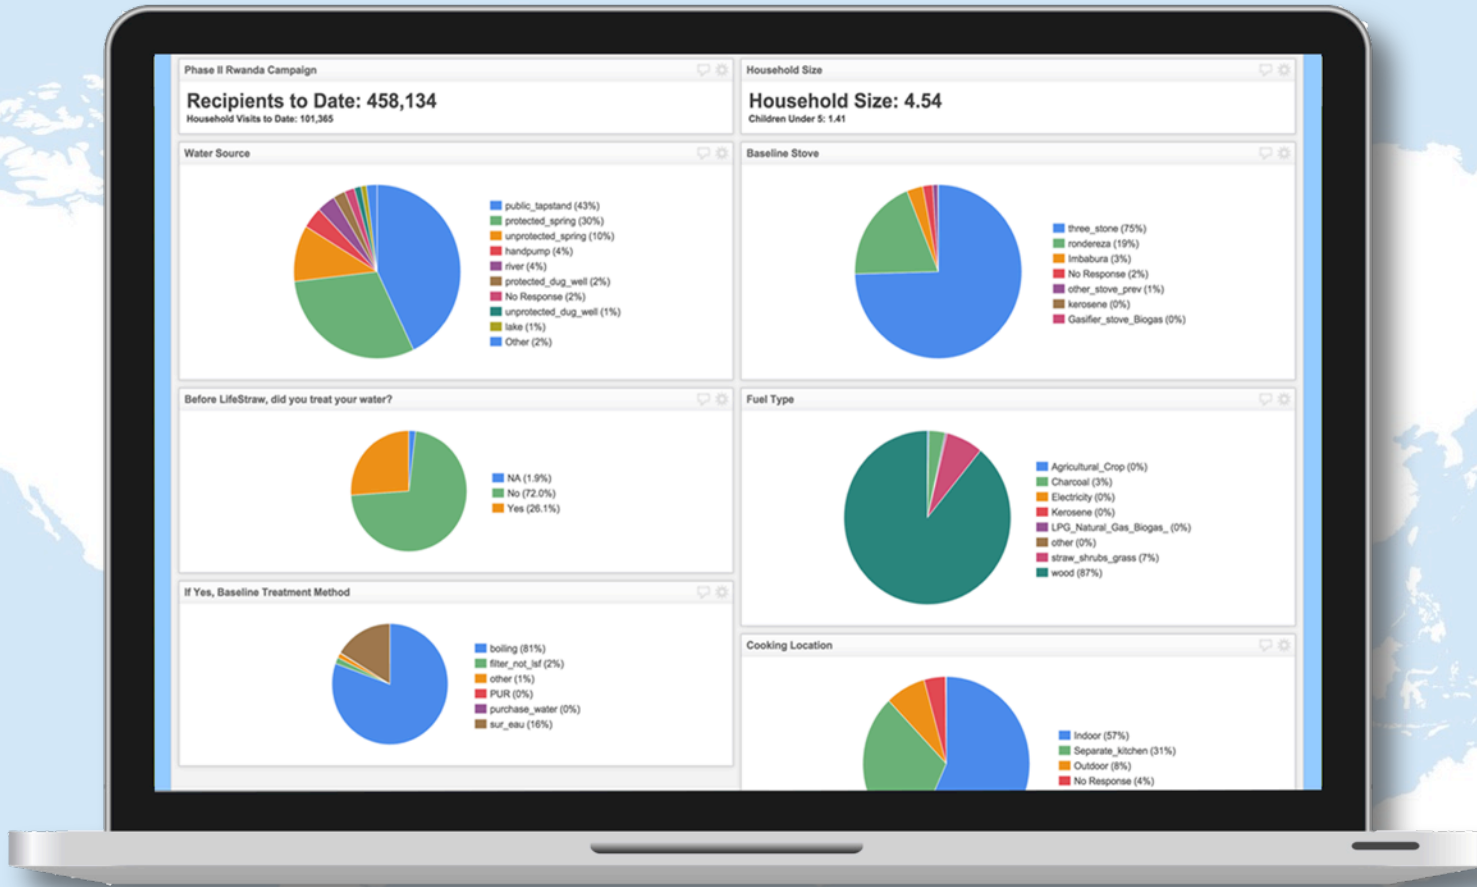 Phase II Rwanda Campaign
Recipients to Date: 458,134
Household Visits to Date: 101,365
Household Size
Household Size: 4.54
Children Under 5: 1.41
Water Source
public_tapstand (43%)
protected_spring (30%)
unprotected_spring (10%)
handpump (4%)
river (4%)
protected_dug_well (2%)
No Response (2%)
unprotected_dug_well (1%)
lake (1%)
Other (2%)
Baseline Stove
three_stone (75%)
rondereza (19%)
Imbabura (3%)
No Response (2%)
other_stove_prev (1%)
kerosene (0%)
Gasifier_stove_Biogas (0%)
Before LifeStraw, did you treat your water?
NA (1.9%)
No (72.0%)
Yes (26.1%)
Fuel Type
Agricultural_Crop (0%)
Charcoal (3%)
Electricity (0%)
Kerosene (0%)
LPG_Natural_Gas_Biogas_ (0%)
other (0%)
straw_shrubs_grass (7%)
wood (87%)
If Yes, Baseline Treatment Method
boiling (81%)
filter_not_lsf (2%)
other (1%)
PUR (0%)
purchase_water (0%)
sur_eau (16%)
Cooking Location
Indoor (57%)
Separate_kitchen (31%)
Outdoor (8%)
No Response (4%)